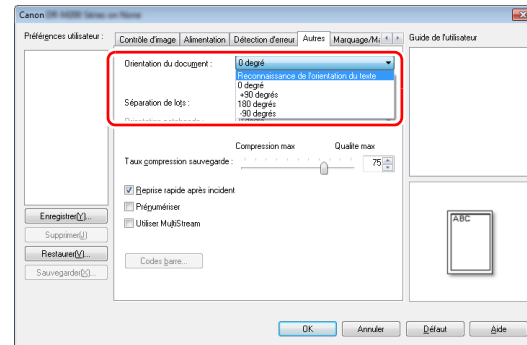 Canon
Préférences utilisateur :
Contrôle d'image Alimentation Détection d'erreur Autres Marquage/Mi
Guide de l'utilisateur
Orientation du document :
0 degré
Reconnaissance de l'orientation du texte
0 degré
+90 degrés
180 degrés
-90 degrés
Séparation de lots :
Compression max Qualite max
Taux compression sauvegarde : 75
Reprise rapide après incident
Prénumériser
Utiliser MultiStream
Codes barre...
Enregistrer(Y)...
Supprimer(J)
Restaurer(V)...
Sauvegarder(X)...
ABC
OK Annuler Défaut Aide